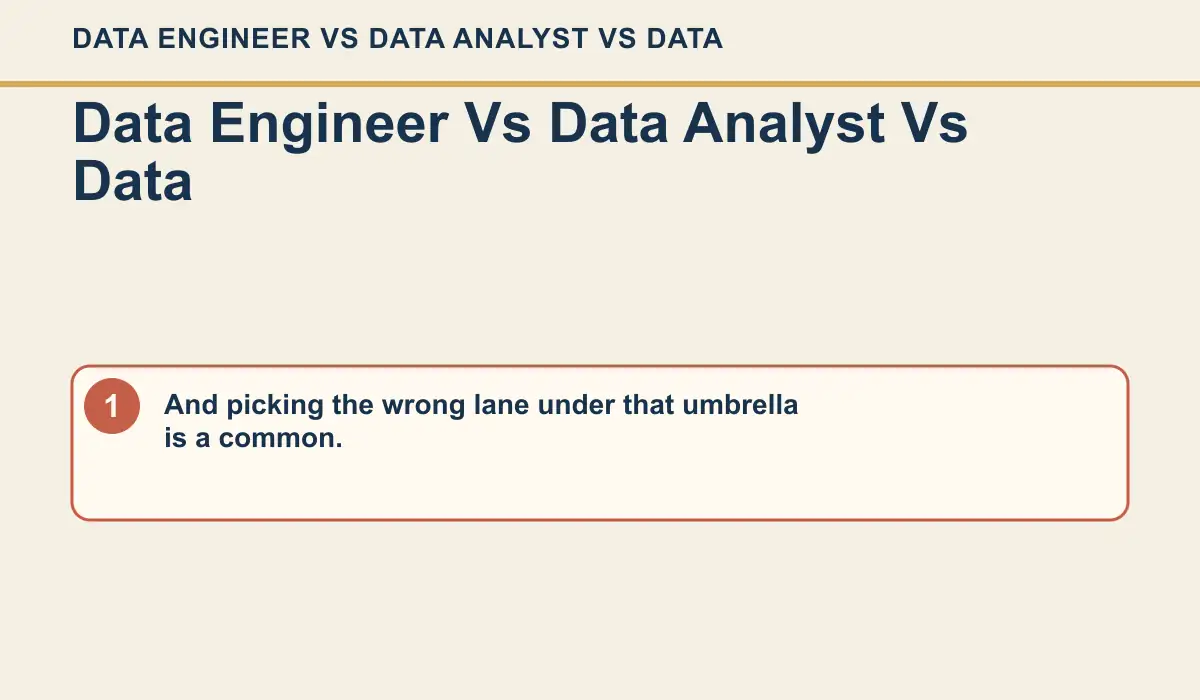 DATA ENGINEER VS DATA ANALYST VS DATA
Data Engineer Vs Data Analyst Vs
Data
1
And picking the wrong lane under that umbrella
is a common.